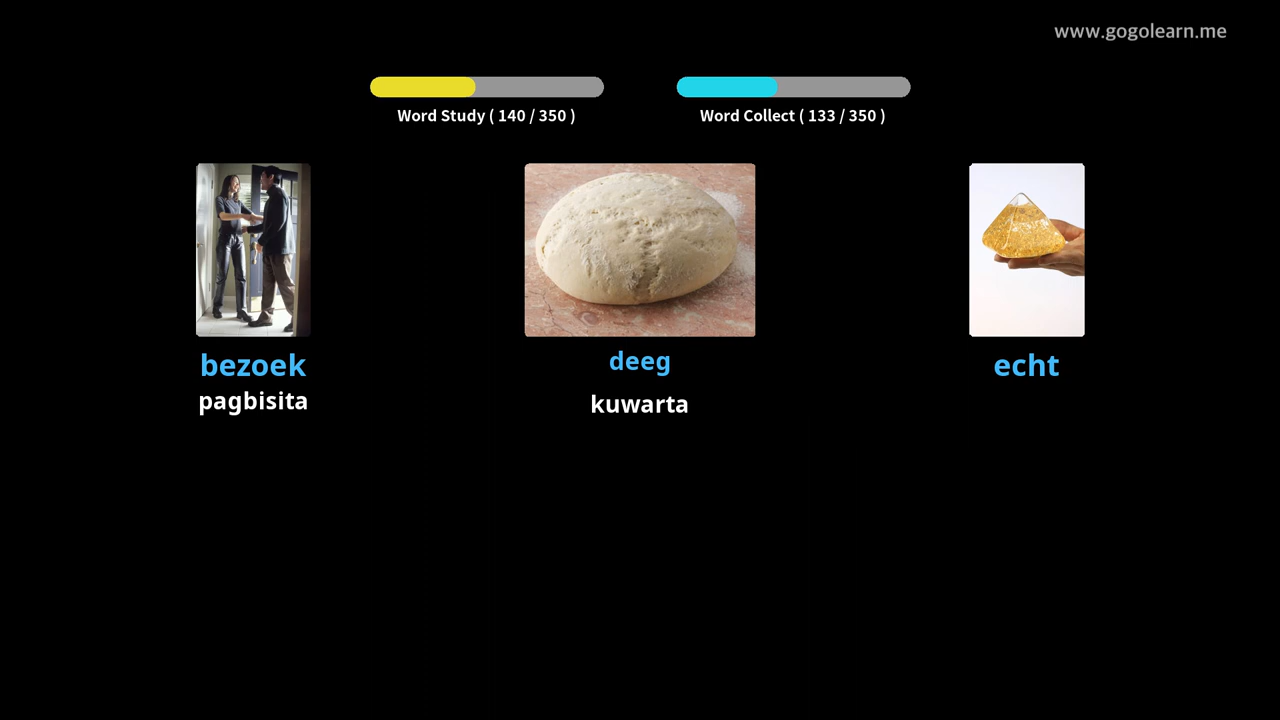 www.gogolearn.me
Word Study ( 140 / 350 )
Word Collect ( 133 / 350 )
bezoek
pagbisita
deeg
kuwarta
echt